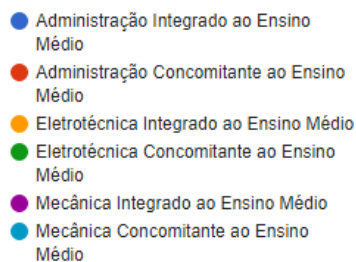 Administração Integrado ao Ensino
Médio
Administração Concomitante ao Ensino
Médio
Eletrotécnica Integrado ao Ensino Médio
Eletrotécnica Concomitante ao Ensino
Médio
Mecânica Integrado ao Ensino Médio
Mecânica Concomitante ao Ensino
Médio